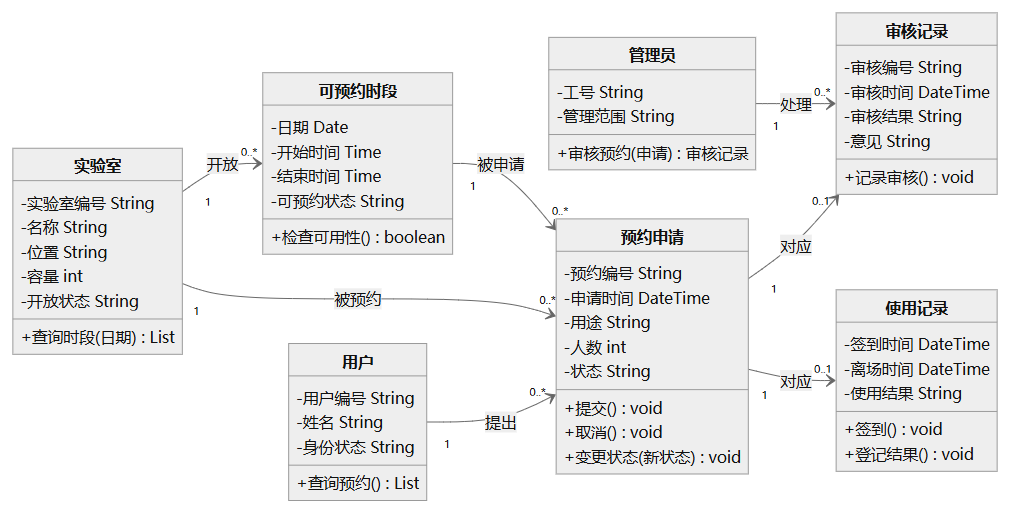 实验室
-实验室编号 String
-名称 String
-位置 String
-容量 int
-开放状态 String
+查询时段(日期) : List
开放
1
0..*
可预约时段
-日期 Date
-开始时间 Time
-结束时间 Time
-可预约状态 String
+检查可用性() : boolean
被申请
1
0..*
被预约
1
0..*
用户
-用户编号 String
-姓名 String
-身份状态 String
+查询预约() : List
提出
1
0..*
管理员
-工号 String
-管理范围 String
+审核预约(申请) : 审核记录
处理
1
0..*
预约申请
-预约编号 String
-申请时间 DateTime
-用途 String
-人数 int
-状态 String
+提交() : void
+取消() : void
+变更状态(新状态) : void
对应
1
0..1
对应
1
0..1
审核记录
-审核编号 String
-审核时间 DateTime
-审核结果 String
-意见 String
+记录审核() : void
使用记录
-签到时间 DateTime
-离场时间 DateTime
-使用结果 String
+签到() : void
+登记结果() : void